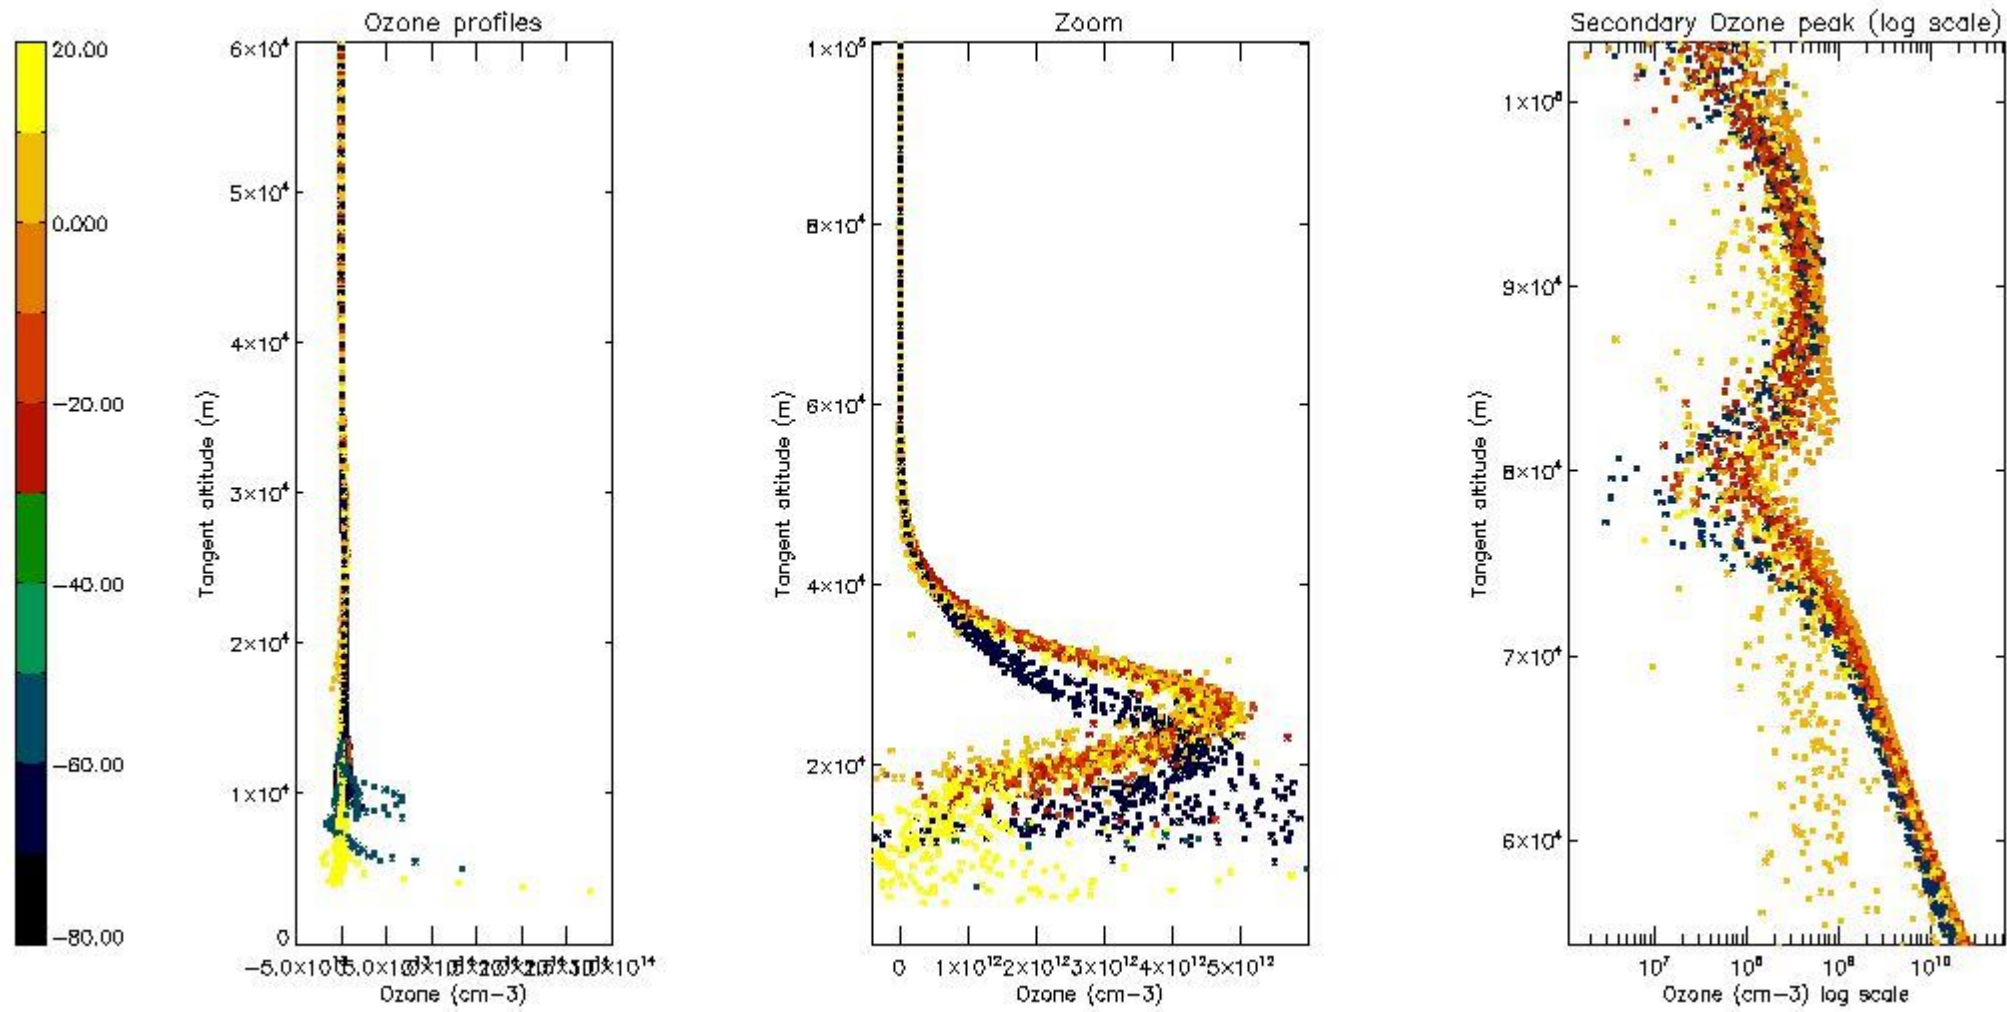 Ozone profiles
Zoom
Secondary Ozone peak (log scale)
20.00
0.000
−20.00
−40.00
−60.00
−80.00
6×10⁴
5×10⁴
4×10⁴
3×10⁴
2×10⁴
1×10⁴
0
Tangent altitude (m)
Ozone (cm−3)
1×10⁵
8×10⁴
6×10⁴
4×10⁴
2×10⁴
Tangent altitude (m)
0 1×10¹² 2×10¹² 3×10¹² 4×10¹² 5×10¹²
Ozone (cm−3)
1×10⁵
9×10⁴
8×10⁴
7×10⁴
6×10⁴
Tangent altitude (m)
10⁷ 10⁸ 10⁹ 10¹⁰
Ozone (cm−3) log scale